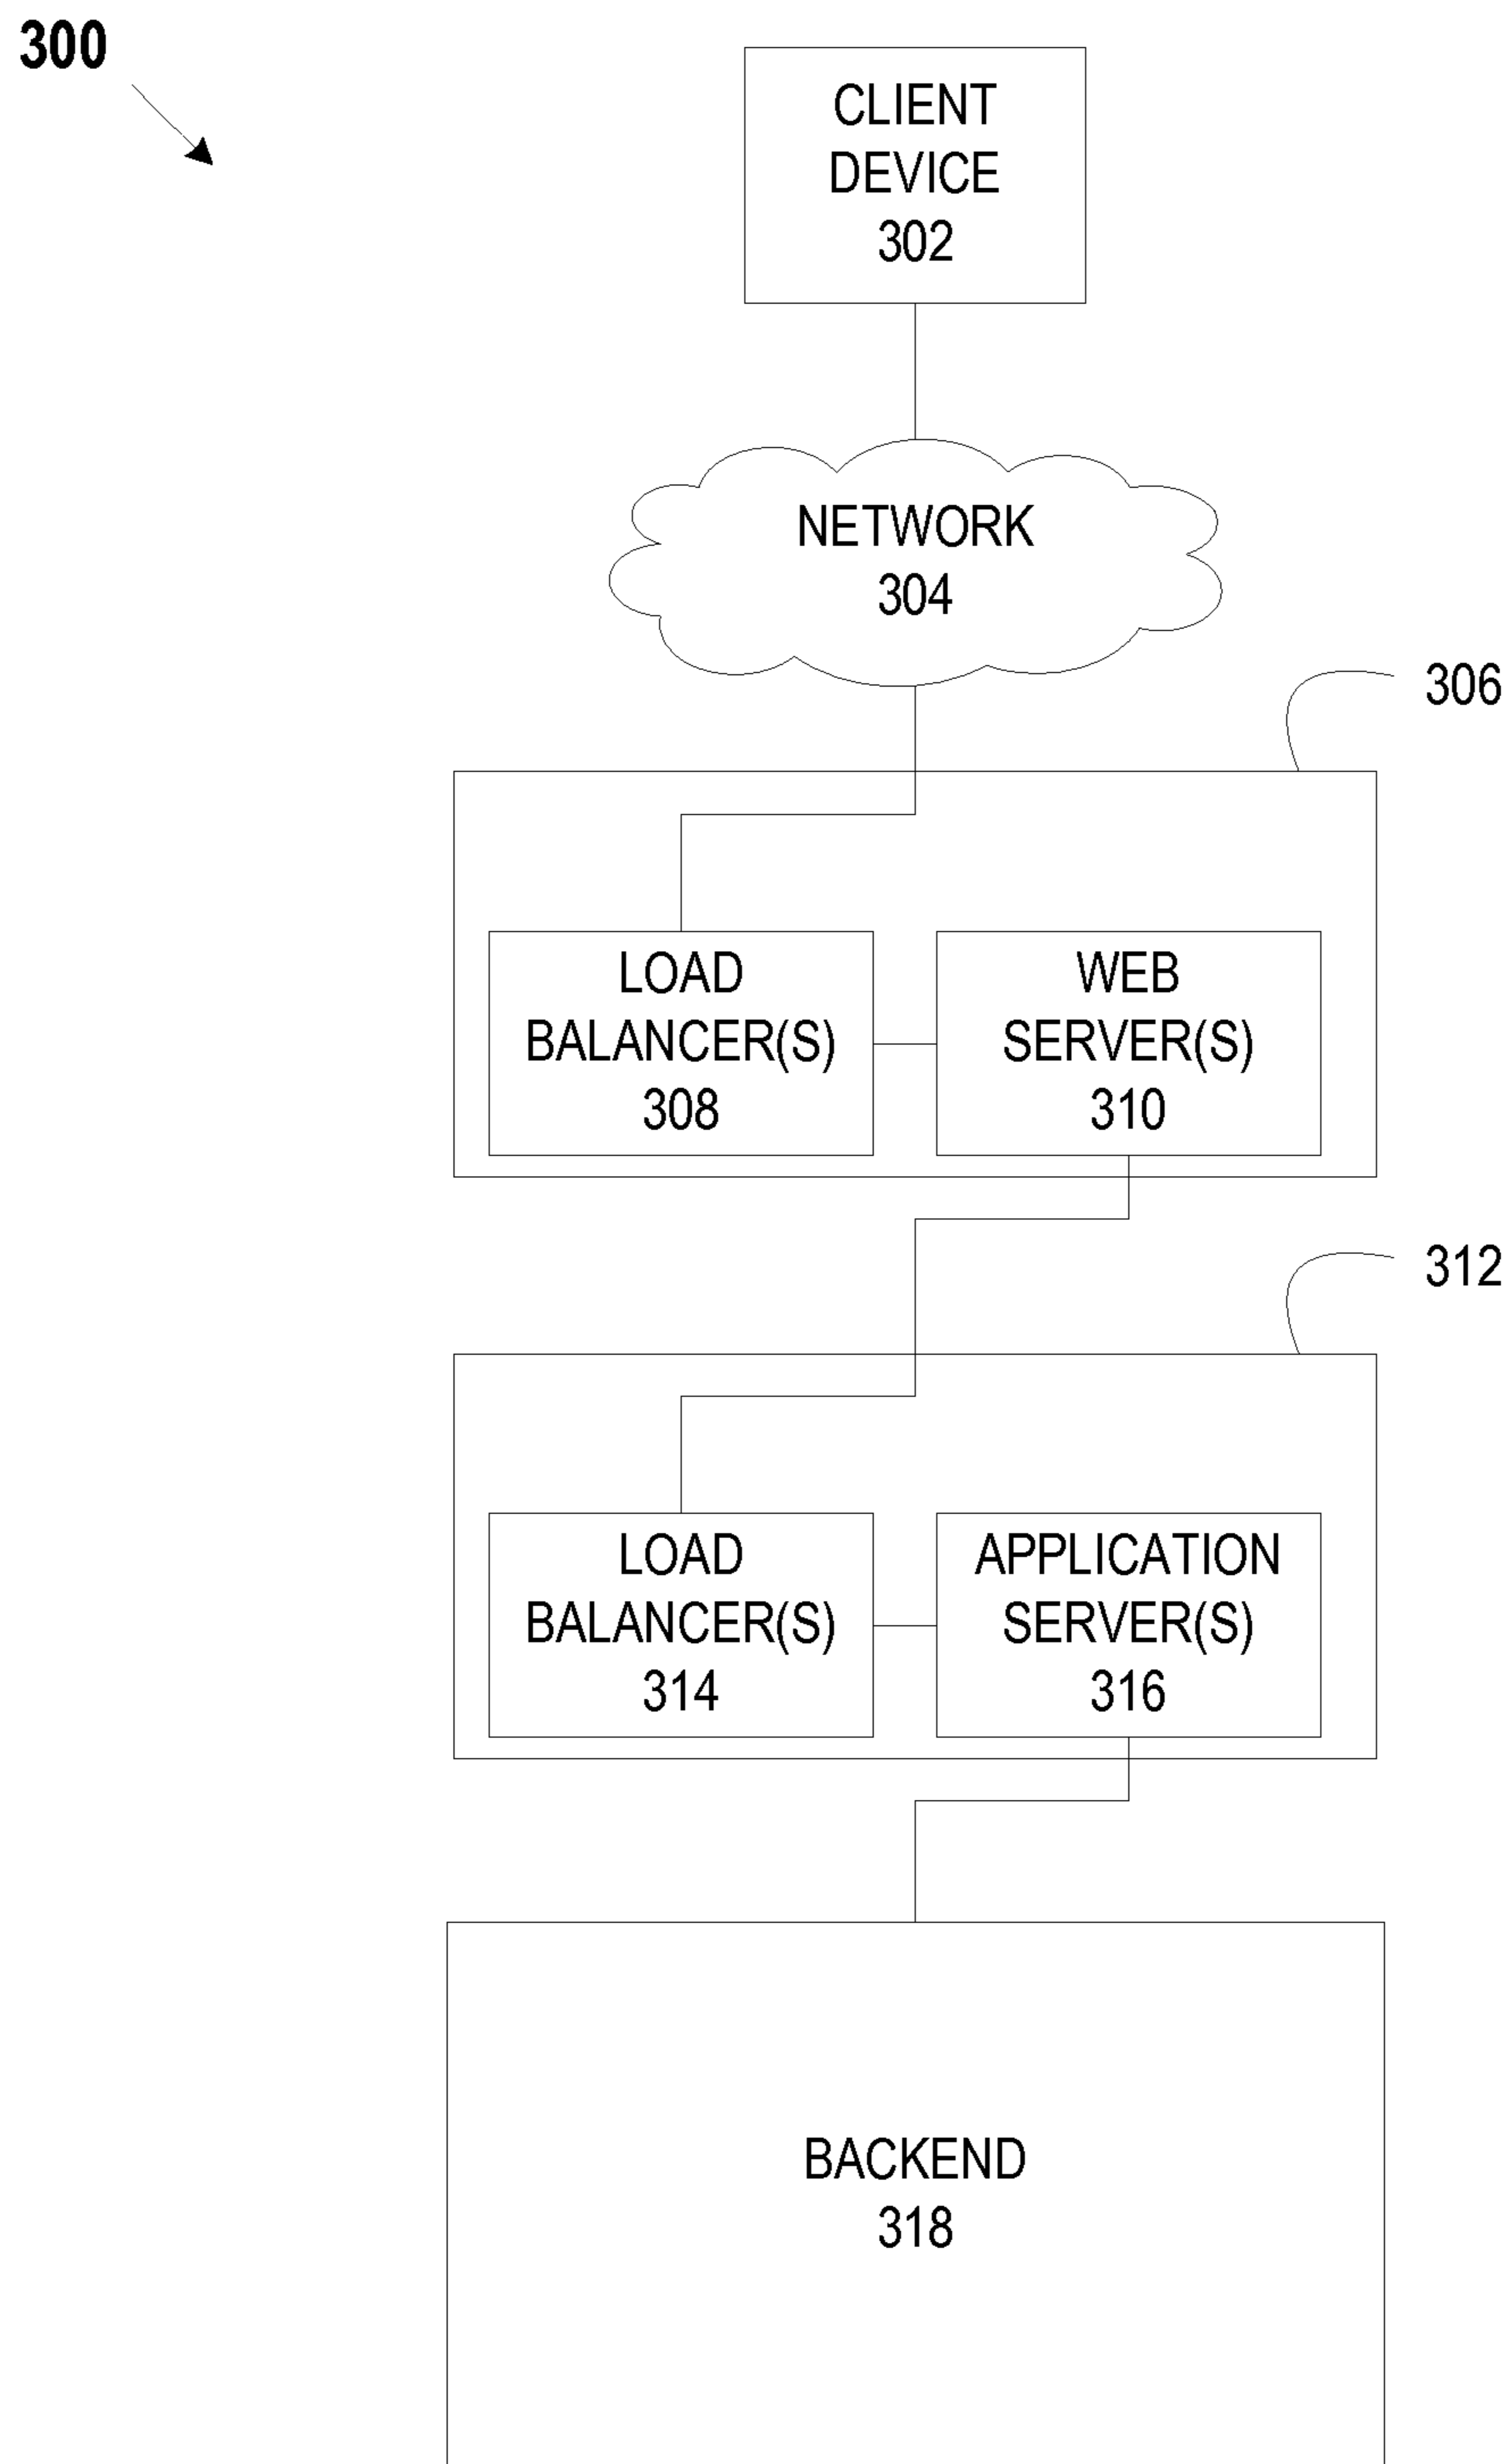 300
CLIENT
DEVICE
302
NETWORK
304
306
LOAD
BALANCER(S)
308
WEB
SERVER(S)
310
312
LOAD
BALANCER(S)
314
APPLICATION
SERVER(S)
316
BACKEND
318